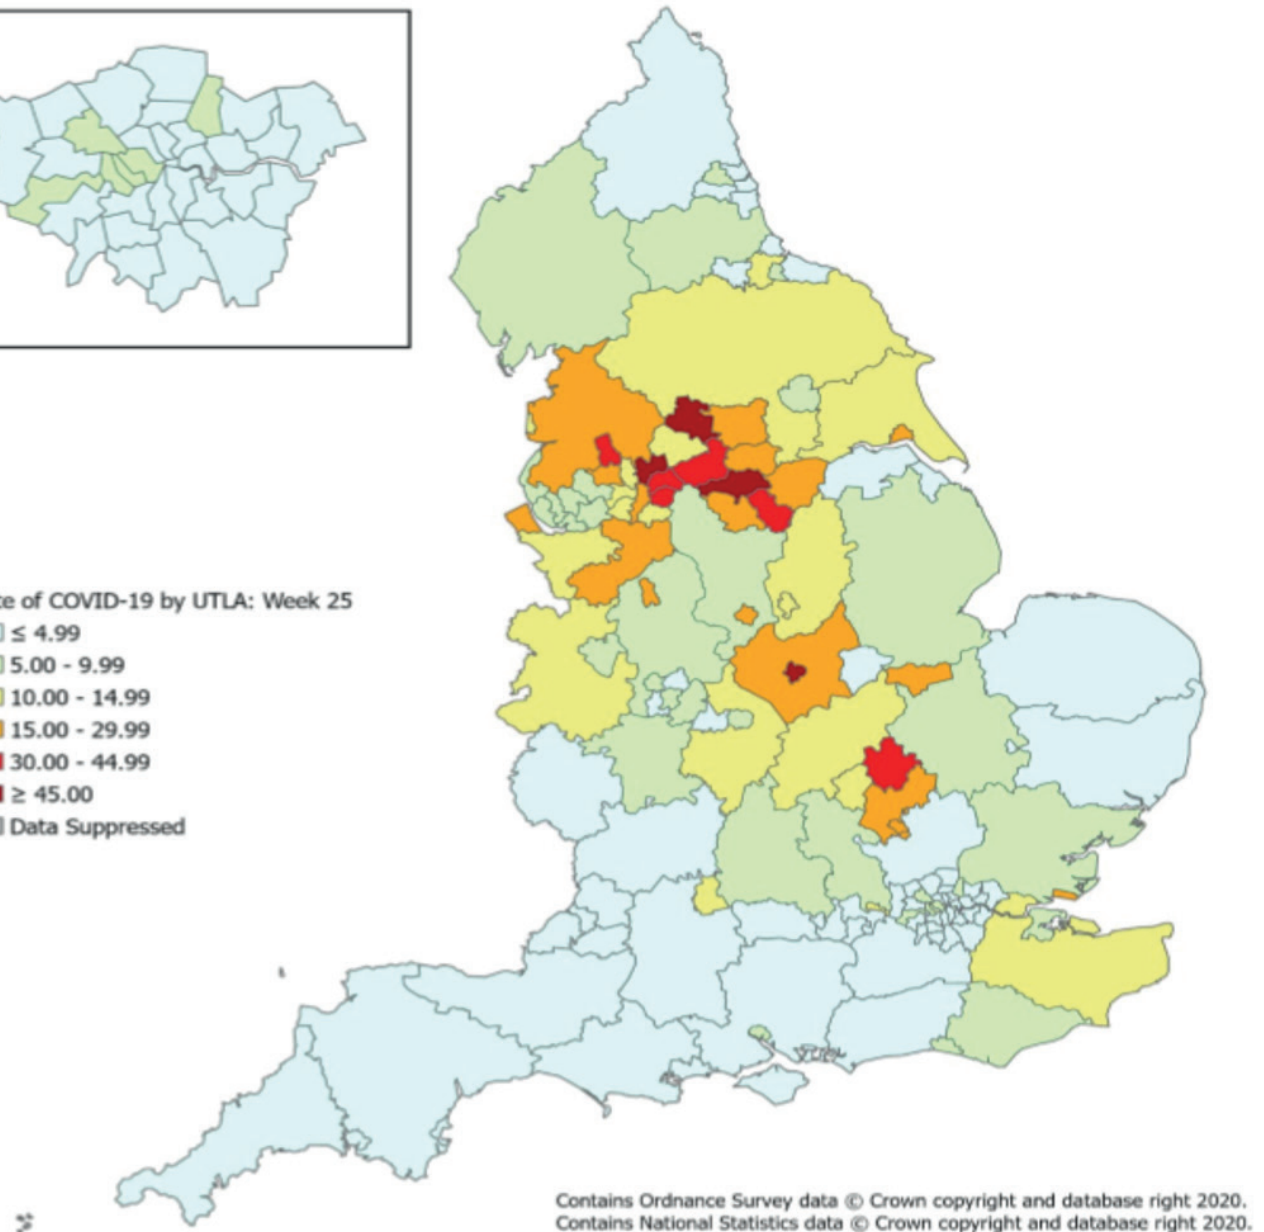 te of COVID-19 by UTLA: Week 25
≤ 4.99
5.00 - 9.99
10.00 - 14.99
15.00 - 29.99
30.00 - 44.99
≥ 45.00
Data Suppressed
Contains Ordnance Survey data © Crown copyright and database right 2020.
Contains National Statistics data © Crown copyright and database right 2020.